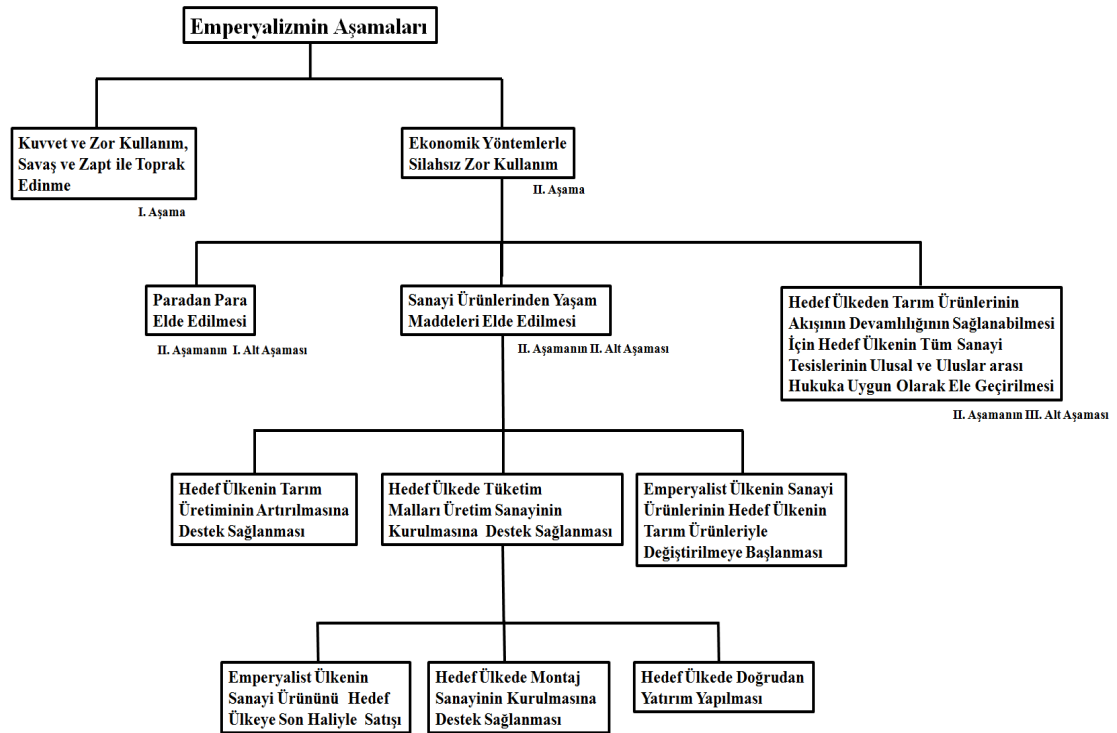 Emperyalizmin Aşamaları
Kuvvet ve Zor Kullanım,
Savaş ve Zapt ile Toprak
Edinme
I. Aşama
Ekonomik Yöntemlerle
Silahsız Zor Kullanım
II. Aşama
Paradan Para
Elde Edilmesi
II. Aşamanın I. Alt Aşaması
Sanayi Ürünlerinden Yaşam
Maddeleri Elde Edilmesi
II. Aşamanın II. Alt Aşaması
Hedef Ülkeden Tarım Ürünlerinin
Akışının Devamlılığının Sağlanabilmesi
İçin Hedef Ülkenin Tüm Sanayi
Tesislerinin Ulusal ve Uluslar arası
Hukuka Uygun Olarak Ele Geçirilmesi
II. Aşamanın III. Alt Aşaması
Hedef Ülkenin Tarım
Üretiminin Artırılmasına
Destek Sağlanması
Hedef Ülkede Tüketim
Malları Üretim Sanayinin
Kurulmasına Destek Sağlanması
Emperyalist Ülkenin Sanayi
Ürünlerinin Hedef Ülkenin
Tarım Ürünleriyle
Değiştirilmeye Başlanması
Emperyalist Ülkenin
Sanayi Ürününü Hedef
Ülkeye Son Haliyle Satışı
Hedef Ülkede Montaj
Sanayinin Kurulmasına
Destek Sağlanması
Hedef Ülkede Doğrudan
Yatırım Yapılması